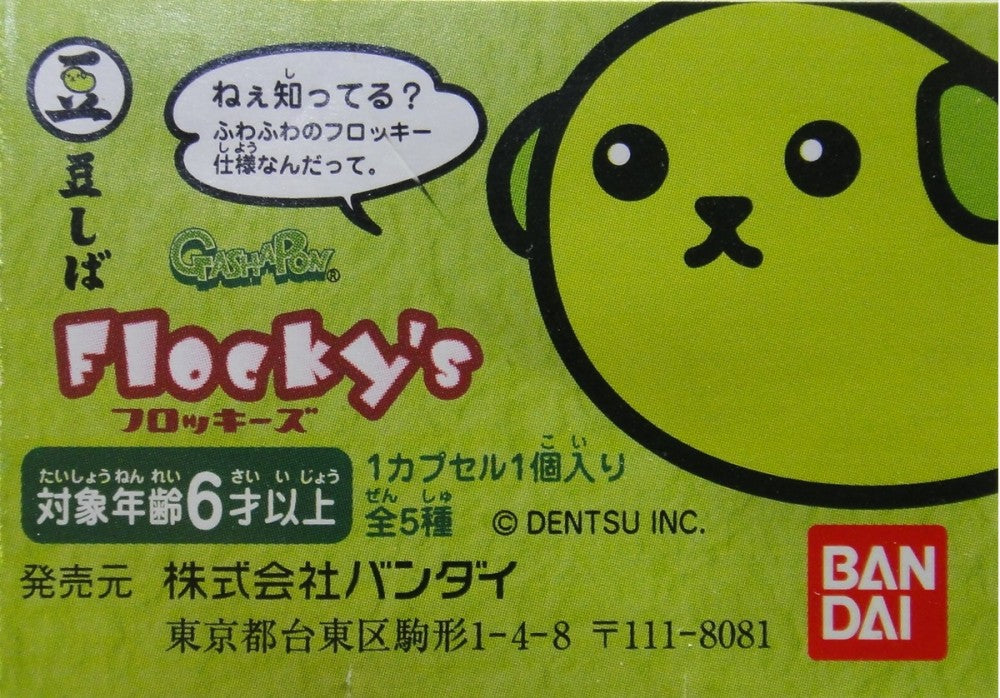 豆
豆しば
し
ねぇ知ってる？
ふわふわのフロッキー
しよう
仕様なんだって。
GASHAPON®
Flocky's
フロッキーズ
たいしょうねんれい さいいじょう
対象年齢6才以上
こい
1カプセル1個入り
ぜん しゅ
全5種 © DENTSU INC.
発売元 株式会社バンダイ
東京都台東区駒形1-4-8 〒111-8081
BAN
DAI